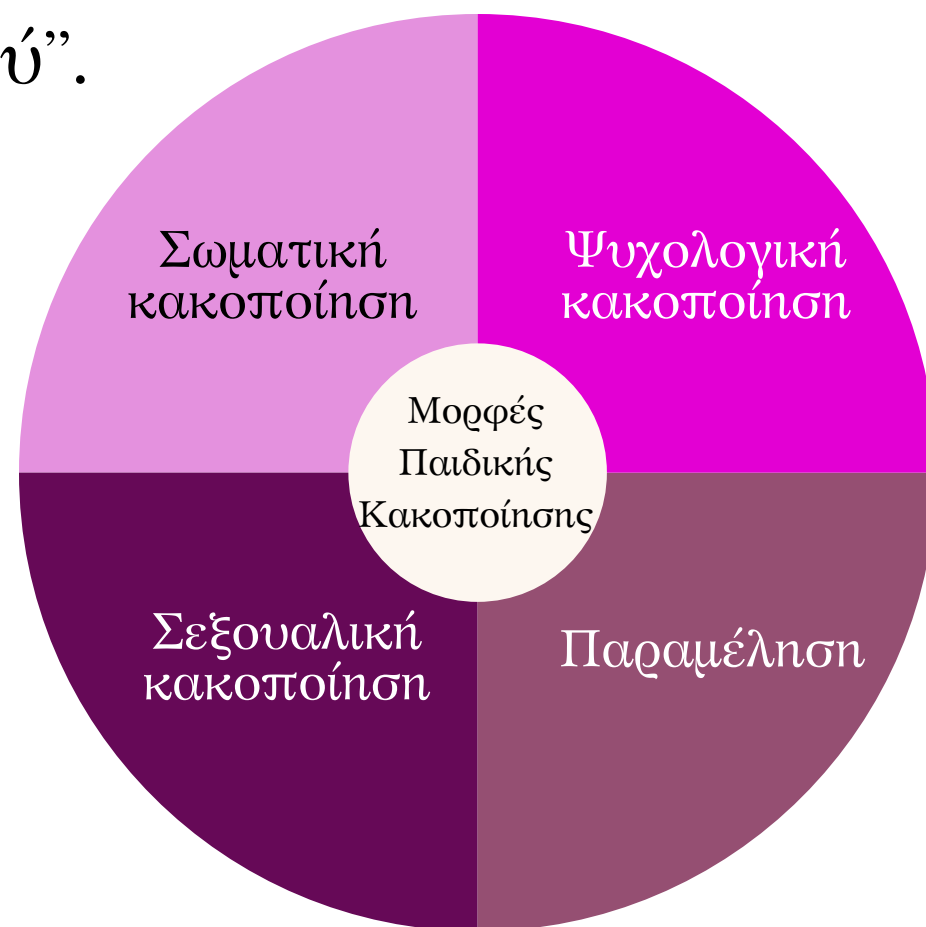 ύ”.
Σωματική
κακοποίηση
Ψυχολογική
κακοποίηση
Μορφές
Παιδικής
Κακοποίησης
Σεξουαλική
κακοποίηση
Παραμέληση